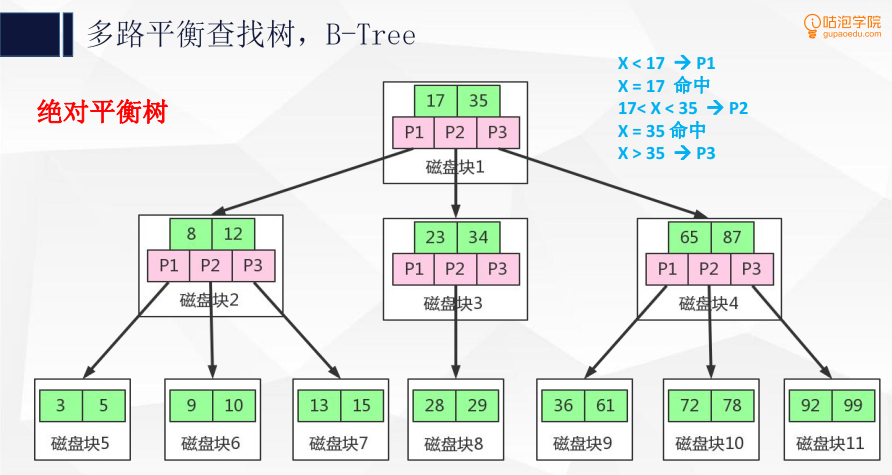 多路平衡查找树，B-Tree
咕泡学院
gupaoedu.com
绝对平衡树
X < 17 → P1
X = 17 命中
17< X < 35 → P2
X = 35 命中
X > 35 → P3
17 35
P1 P2 P3
磁盘块1
8 12
P1 P2 P3
磁盘块2
23 34
P1 P2 P3
磁盘块3
65 87
P1 P2 P3
磁盘块4
3 5
磁盘块5
9 10
磁盘块6
13 15
磁盘块7
28 29
磁盘块8
36 61
磁盘块9
72 78
磁盘块10
92 99
磁盘块11